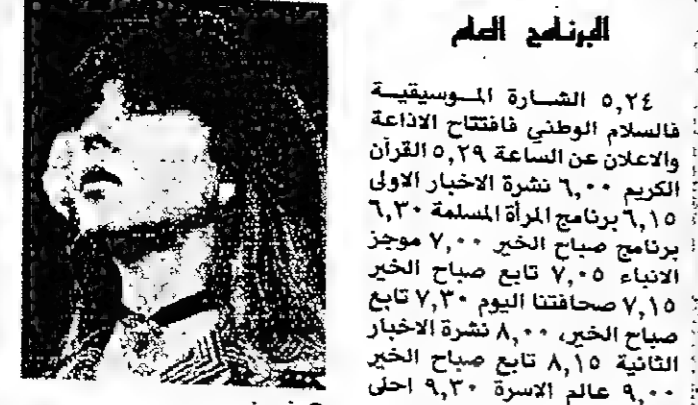 البرنامج العام
٥,٢٤ الشارة الموسيقية
فالسلام الوطني فافتتاح الاذاعة
والاعلان عن الساعة ٥,٢٩ القرآن
الكريم ٦,٠٠ نشرة الاخبار الاولى
٦,١٥ برنامج المرأة المسلمة ٦,٣٠
برنامج صباح الخير ٧,٠٠ موجز
الانباء ٧,٠٥ تابع صباح الخير
٧,١٥ صحافتنا اليوم ٧,٣٠ تابع
صباح الخير، ٨,٠٠ نشرة الاخبار
الثانية ٨,١٥ تابع صباح الخير
٩,٠٠ عالم الاسرة ٩,٣٠ احلى